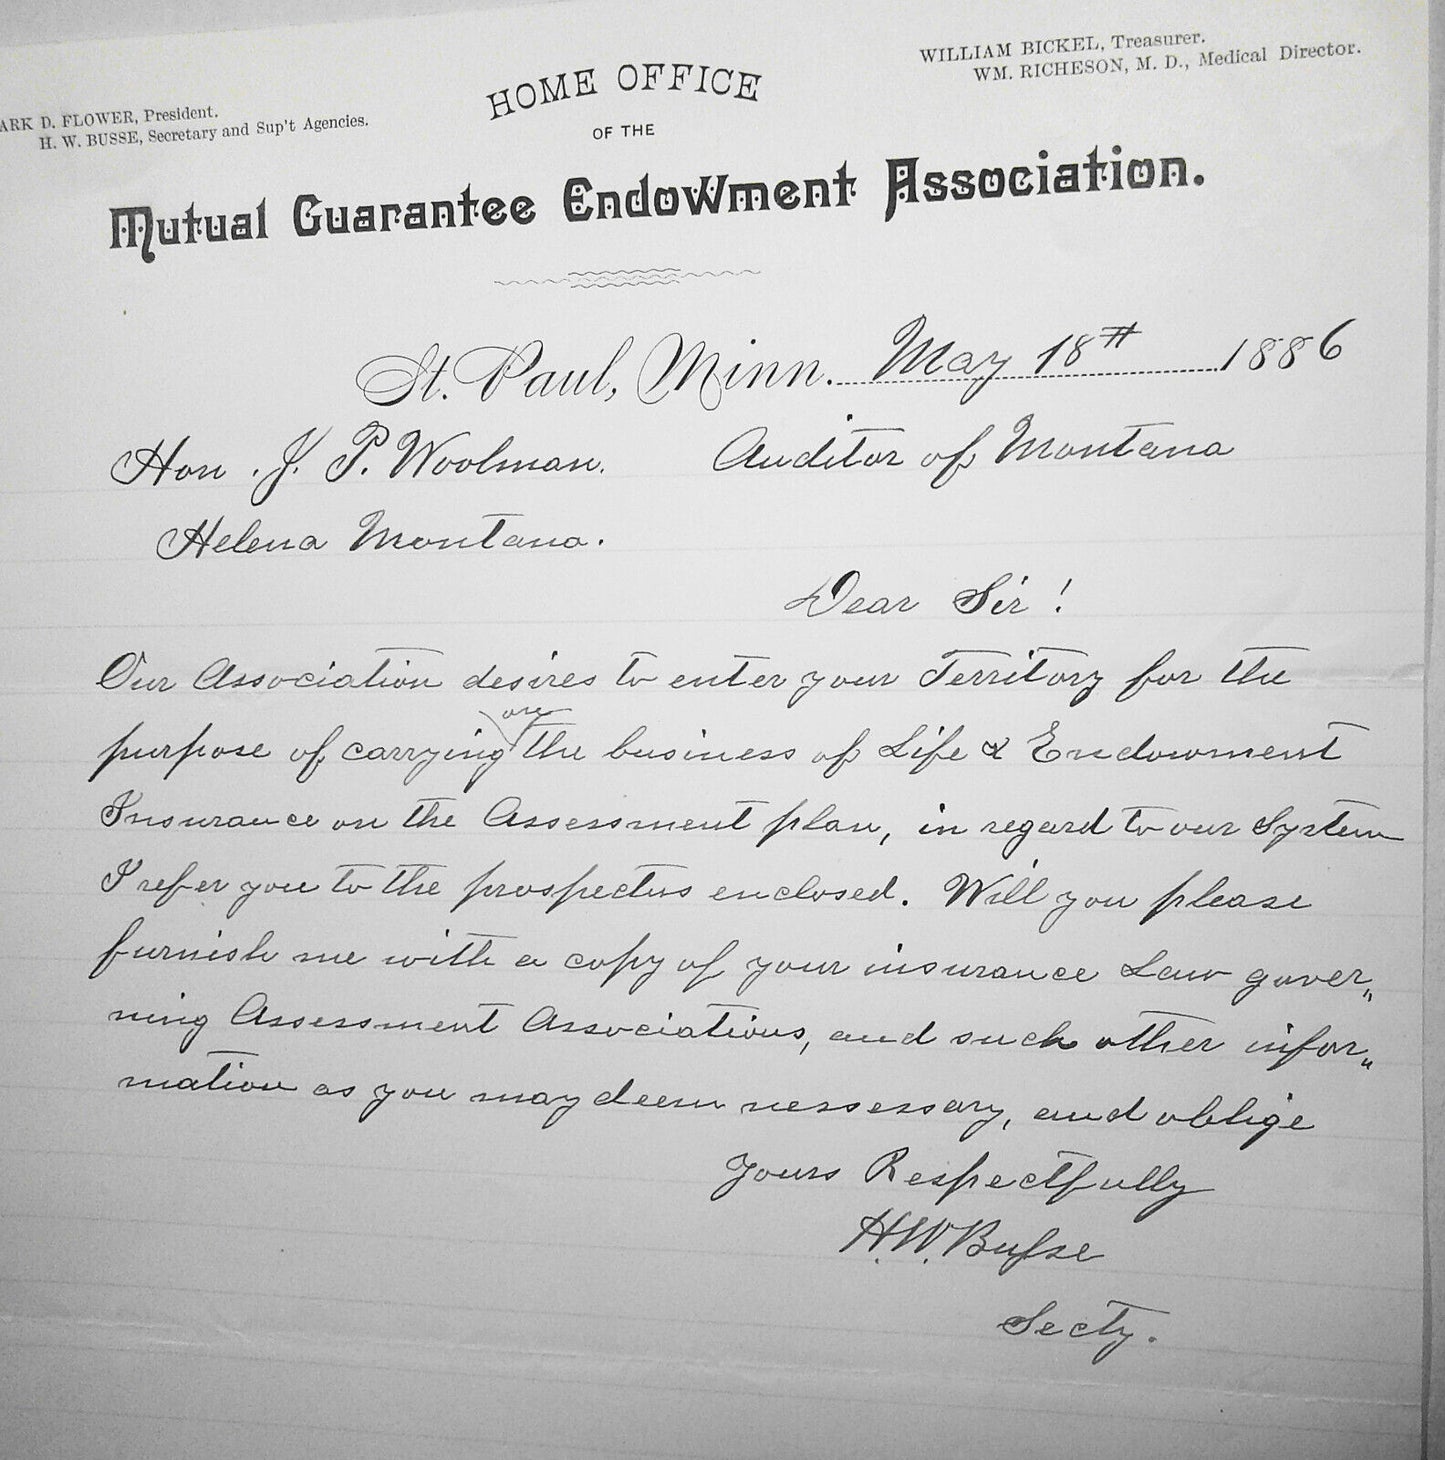 WILLIAM BICKEL, Treasurer.
WM. RICHESON, M. D., Medical Director.
ARK D. FLOWER, President.
H. W. BUSSE, Secretary and Sup't Agencies.
HOME OFFICE
OF THE
Mutual Guarantee Endowment Association.
St. Paul, Minn. May 18th 1886
Hon. J. P. Woolman. Auditor of Montana
Helena Montana.
Dear Sir!
Our Association desires to enter your Territory for the
purpose of carrying on the business of Life & Endowment
Insurance on the Assessment plan, in regard to our System
I refer you to the prospectus enclosed. Will you please
furnish me with a copy of your insurance Law gover„
ning Assessment Associations, and such other infor„
mation as you may deem nessessary, and oblige
Yours Respectfully
H. W. Busse
Secty.